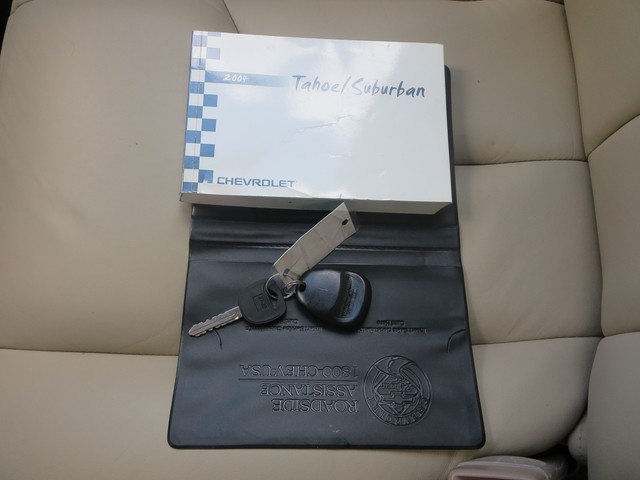 2004
Tahoe/Suburban
CHEVROLET
ROADSIDE
ASSISTANCE
1-800-CHEV-USA